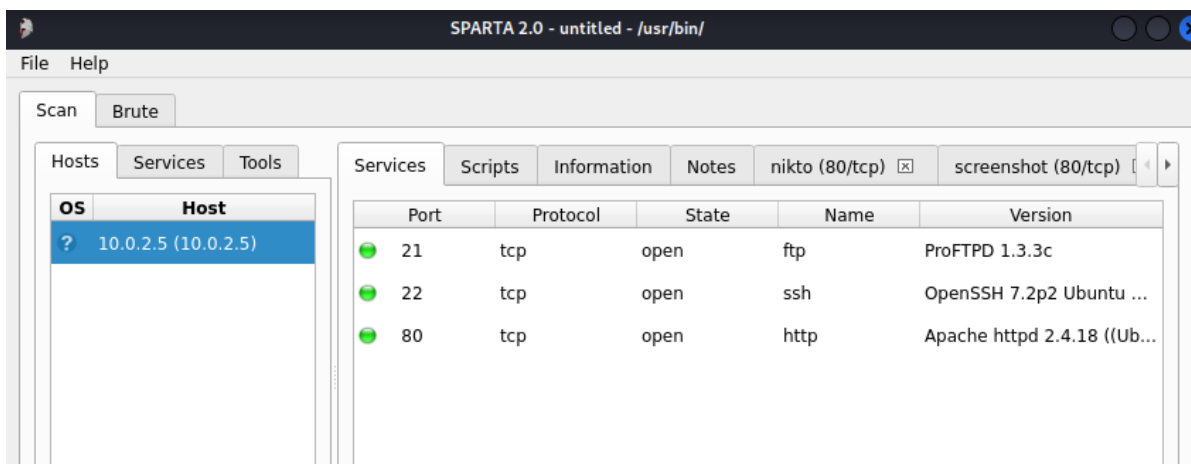 SPARTA 2.0 - untitled - /usr/bin/
File Help
Scan Brute
Hosts Services Tools Services Scripts Information Notes nikto (80/tcp) screenshot (80/tcp)
OS Host Port Protocol State Name Version
? 10.0.2.5 (10.0.2.5) 21 tcp open ftp ProFTPD 1.3.3c
22 tcp open ssh OpenSSH 7.2p2 Ubuntu ...
80 tcp open http Apache httpd 2.4.18 ((Ub...